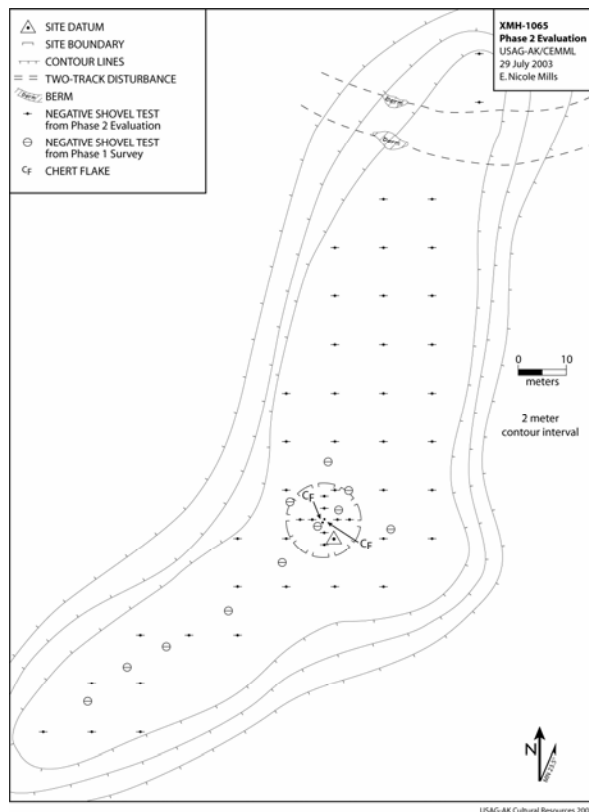 SITE DATUM
SITE BOUNDARY
CONTOUR LINES
TWO-TRACK DISTURBANCE
BERM
NEGATIVE SHOVEL TEST
from Phase 2 Evaluation
NEGATIVE SHOVEL TEST
from Phase 1 Survey
CF CHERT FLAKE
XMH-1065
Phase 2 Evaluation
USAG-AK/CEMML
29 July 2003
E. Nicole Mills
berm
berm
0 10
meters
2 meter
contour interval
CF
CF
N
USAG-AK Cultural Resources